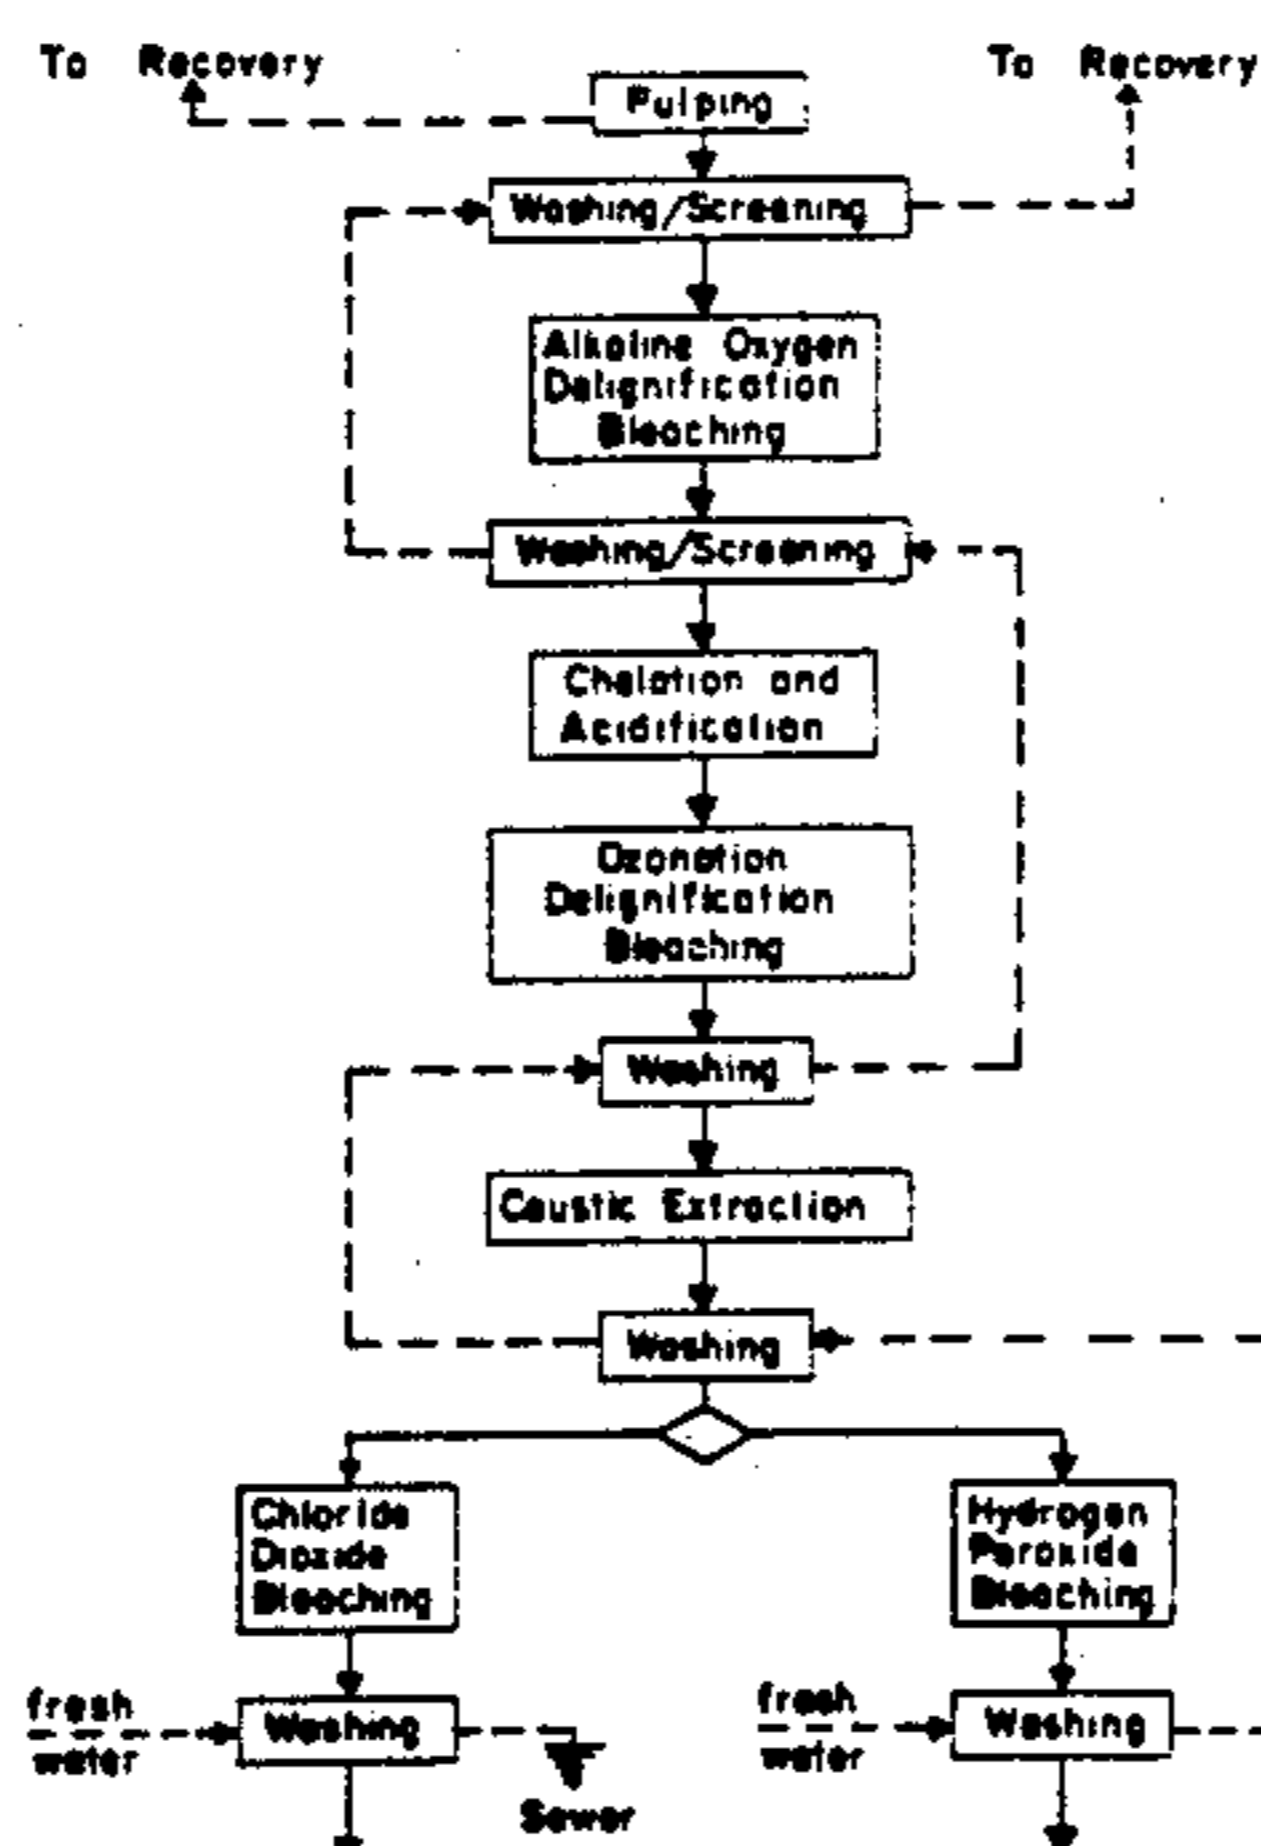 To Recovery
To Recovery
Pulping
Washing/Screening
Alkaline Oxygen
Delignification
Bleaching
Washing/Screening
Chelation and
Acidification
Ozonation
Delignification
Bleaching
Washing
Caustic Extraction
Washing
Chloride
Dioxide
Bleaching
Hydrogen
Peroxide
Bleaching
fresh
water
Washing
Sewer
fresh
water
Washing